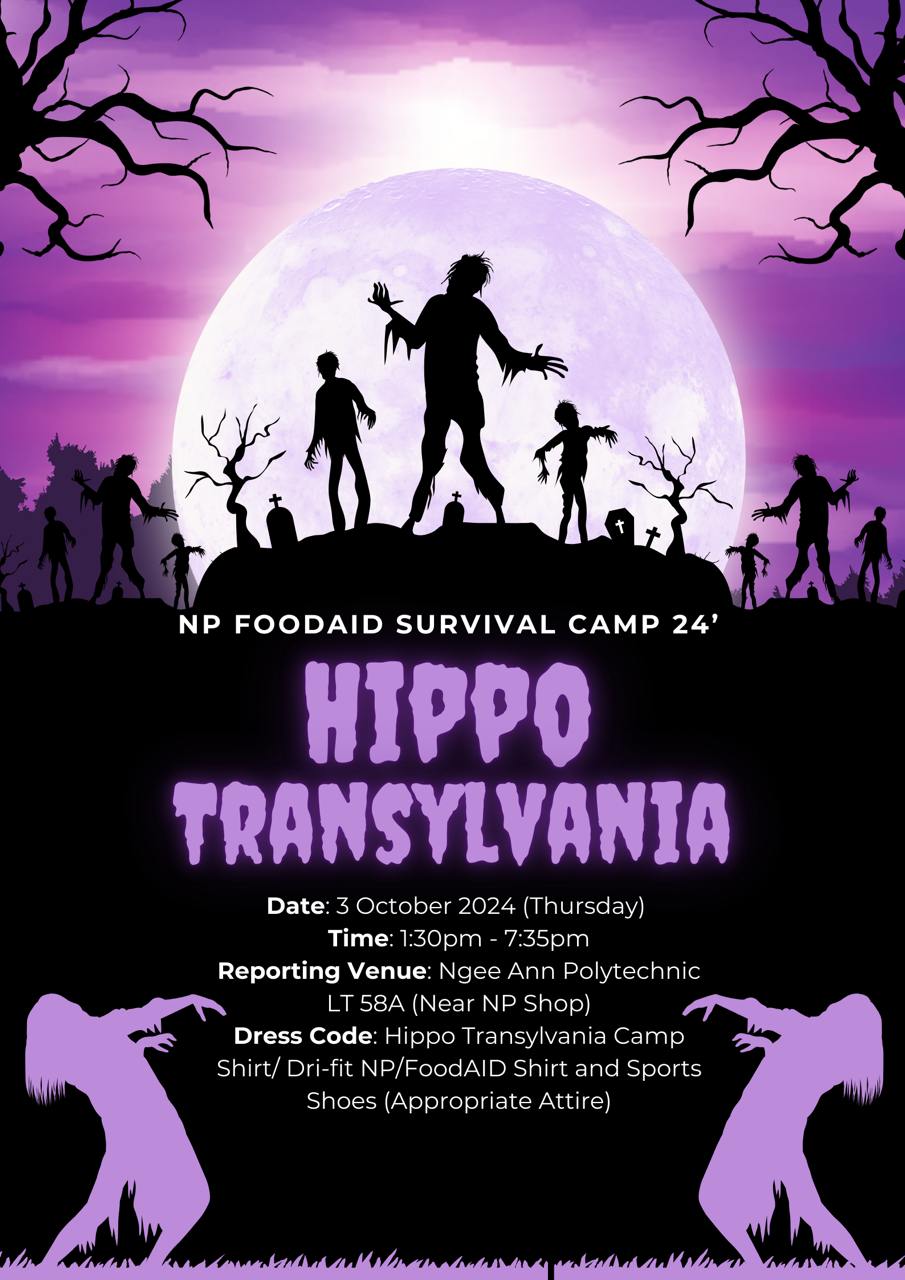 NP FOODAID SURVIVAL CAMP 24’
HIPPO
TRANSYLVANIA
Date: 3 October 2024 (Thursday)
Time: 1:30pm - 7:35pm
Reporting Venue: Ngee Ann Polytechnic
LT 58A (Near NP Shop)
Dress Code: Hippo Transylvania Camp
Shirt/ Dri-fit NP/FoodAID Shirt and Sports
Shoes (Appropriate Attire)